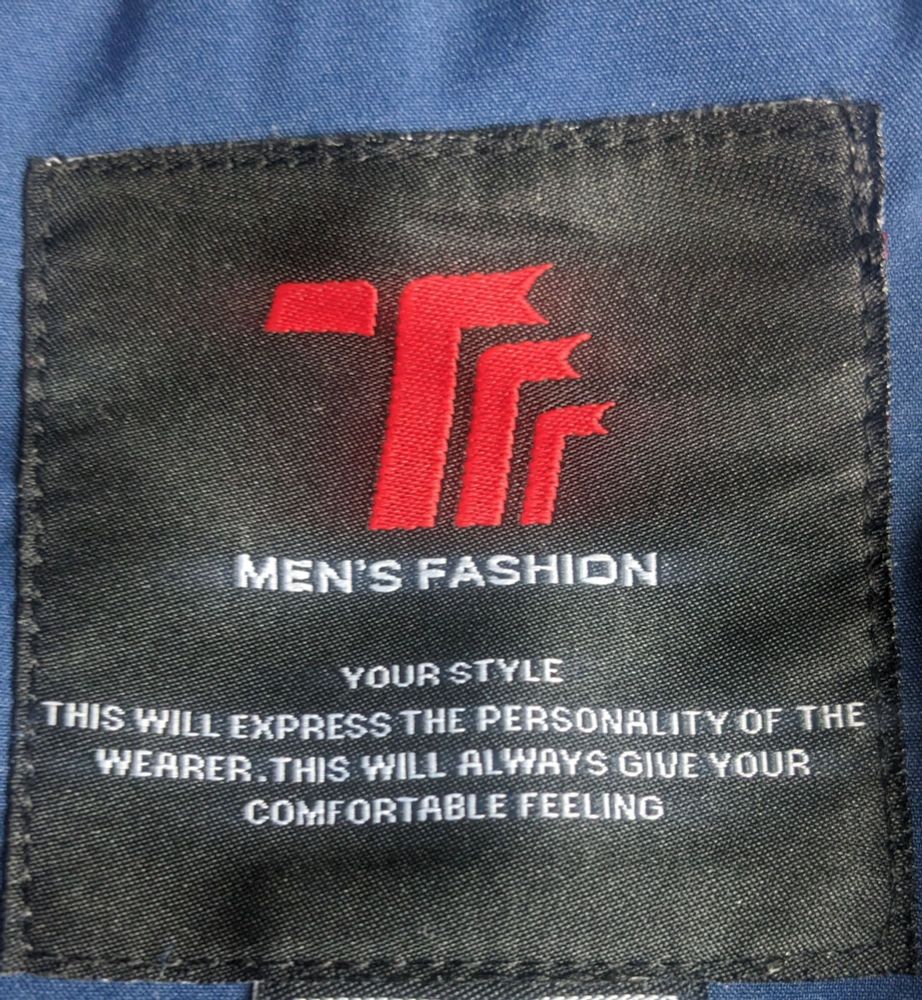 MEN'S FASHION
YOUR STYLE
THIS WILL EXPRESS THE PERSONALITY OF THE
WEARER.THIS WILL ALWAYS GIVE YOUR
COMFORTABLE FEELING